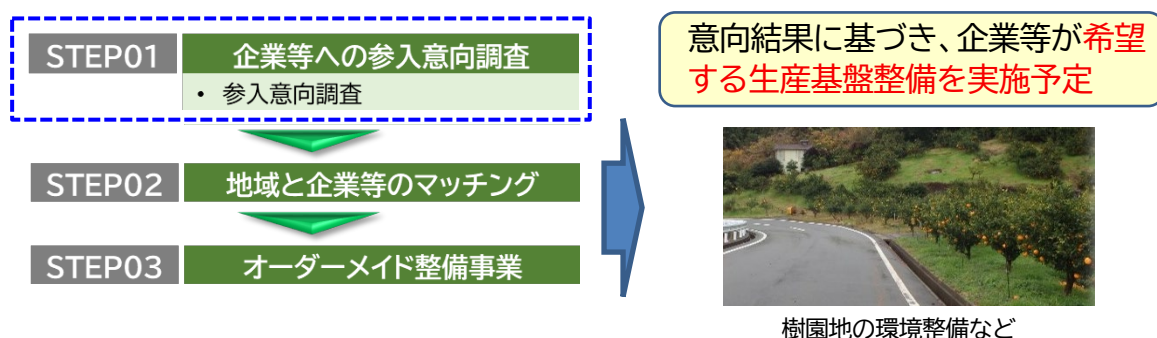 STEP01 企業等への参入意向調査
• 参入意向調査
STEP02 地域と企業等のマッチング
STEP03 オーダーメイド整備事業
意向結果に基づき、企業等が希望
する生産基盤整備を実施予定
樹園地の環境整備など